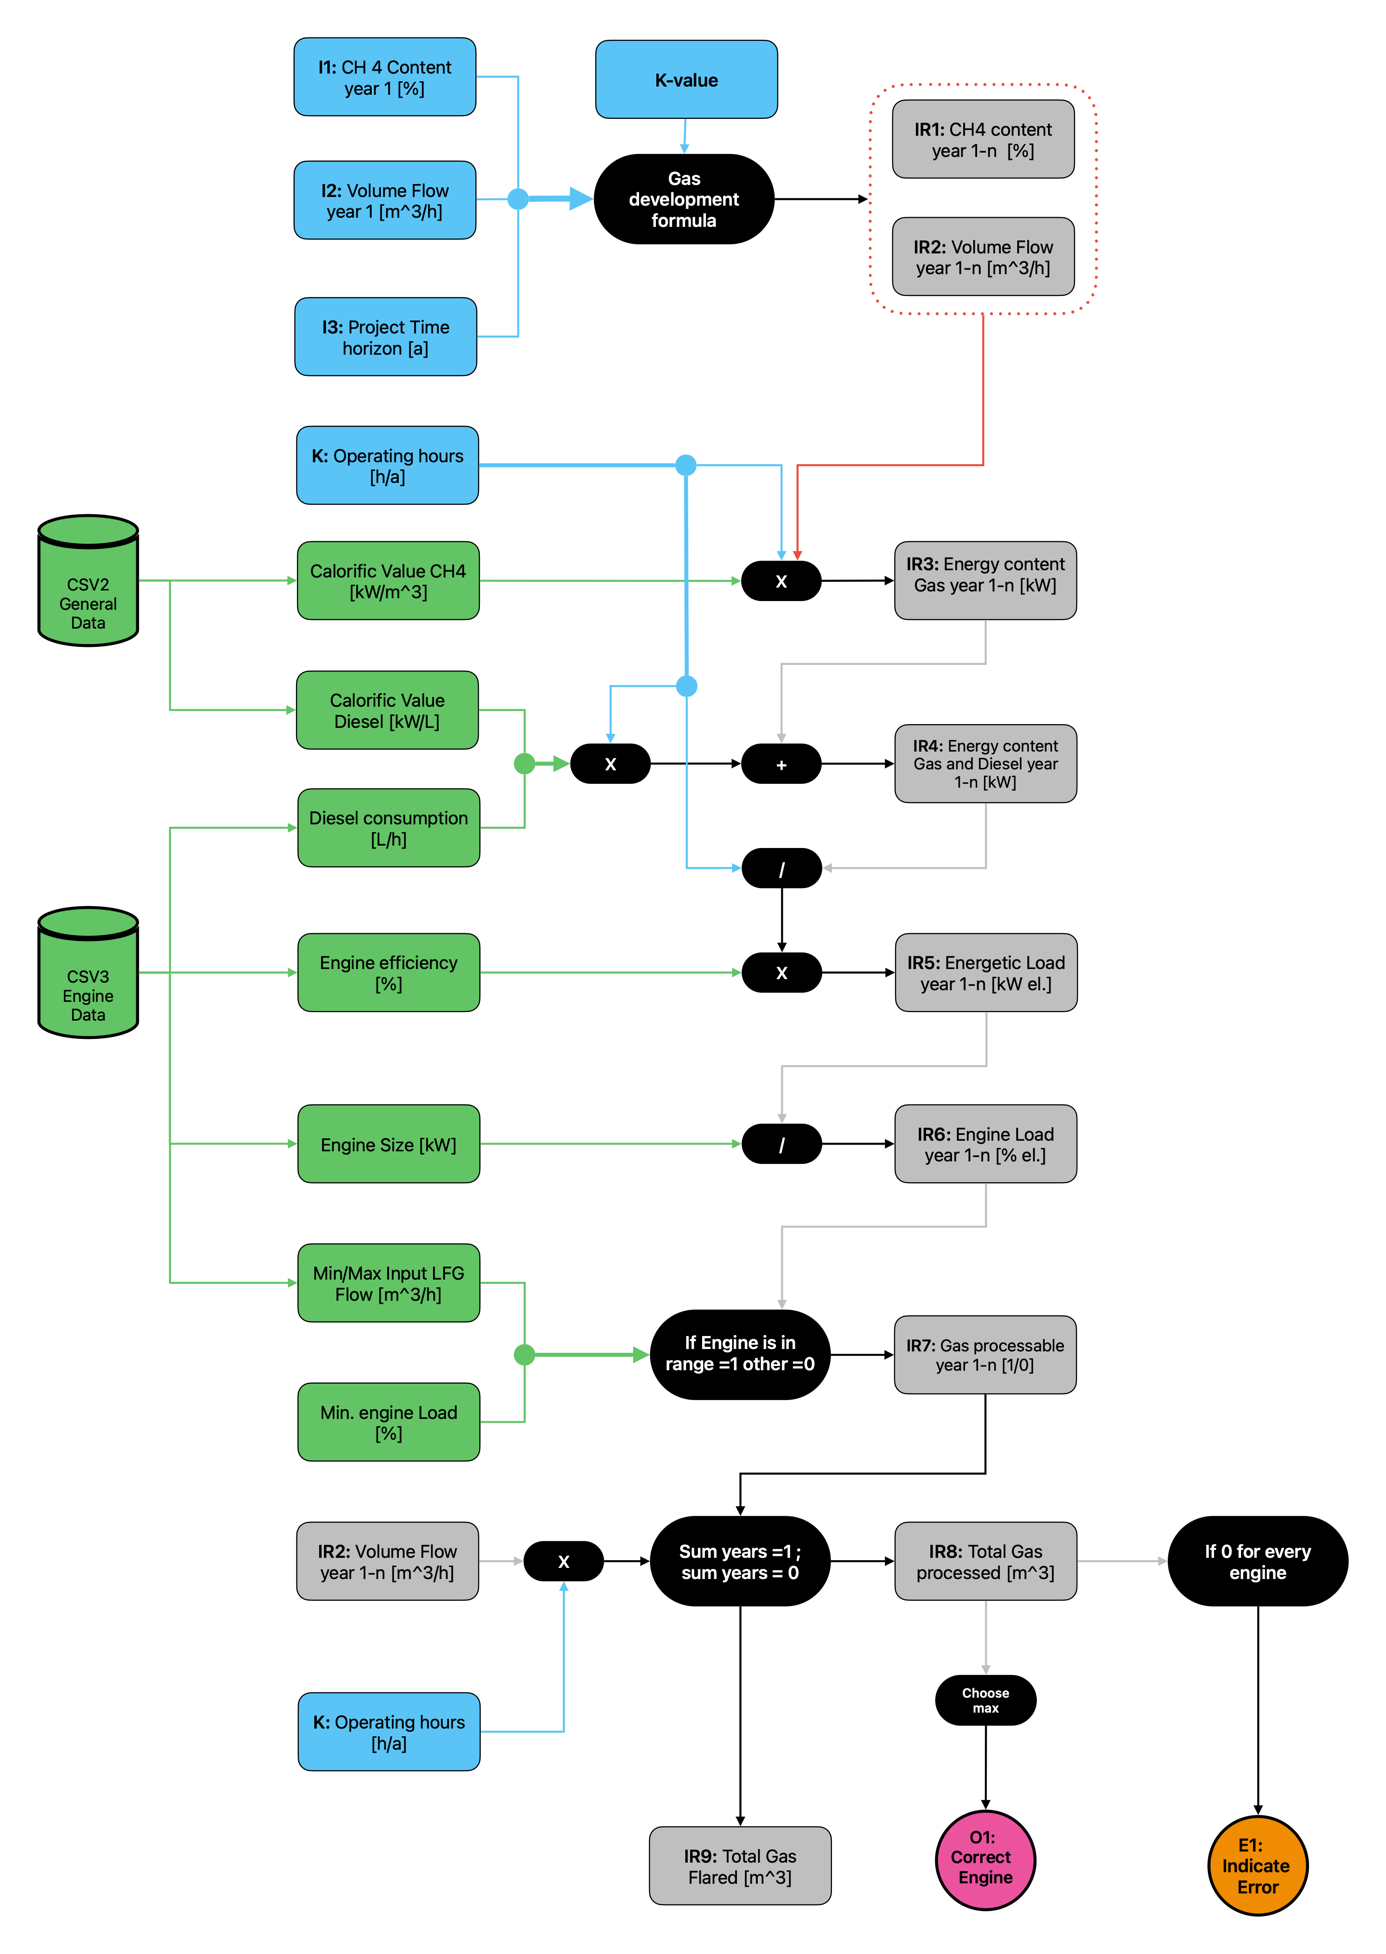 I1: CH 4 Content
year 1 [%]
K-value
IR1: CH4 content
year 1-n [%]
I2: Volume Flow
year 1 [m^3/h]
Gas
development
formula
IR2: Volume Flow
year 1-n [m^3/h]
I3: Project Time
horizon [a]
K: Operating hours
[h/a]
CSV2
General
Data
Calorific Value CH4
[kW/m^3]
X
IR3: Energy content
Gas year 1-n [kW]
Calorific Value
Diesel [kW/L]
X
+
IR4: Energy content
Gas and Diesel year
1-n [kW]
Diesel consumption
[L/h]
/
CSV3
Engine
Data
Engine efficiency
[%]
X
IR5: Energetic Load
year 1-n [kW el.]
Engine Size [kW]
/
IR6: Engine Load
year 1-n [% el.]
Min/Max Input LFG
Flow [m^3/h]
If Engine is in
range =1 other =0
IR7: Gas processable
year 1-n [1/0]
Min. engine Load
[%]
IR2: Volume Flow
year 1-n [m^3/h]
X
Sum years =1 ;
sum years = 0
IR8: Total Gas
processed [m^3]
If 0 for every
engine
K: Operating hours
[h/a]
Choose
max
IR9: Total Gas
Flared [m^3]
O1:
Correct
Engine
E1:
Indicate
Error